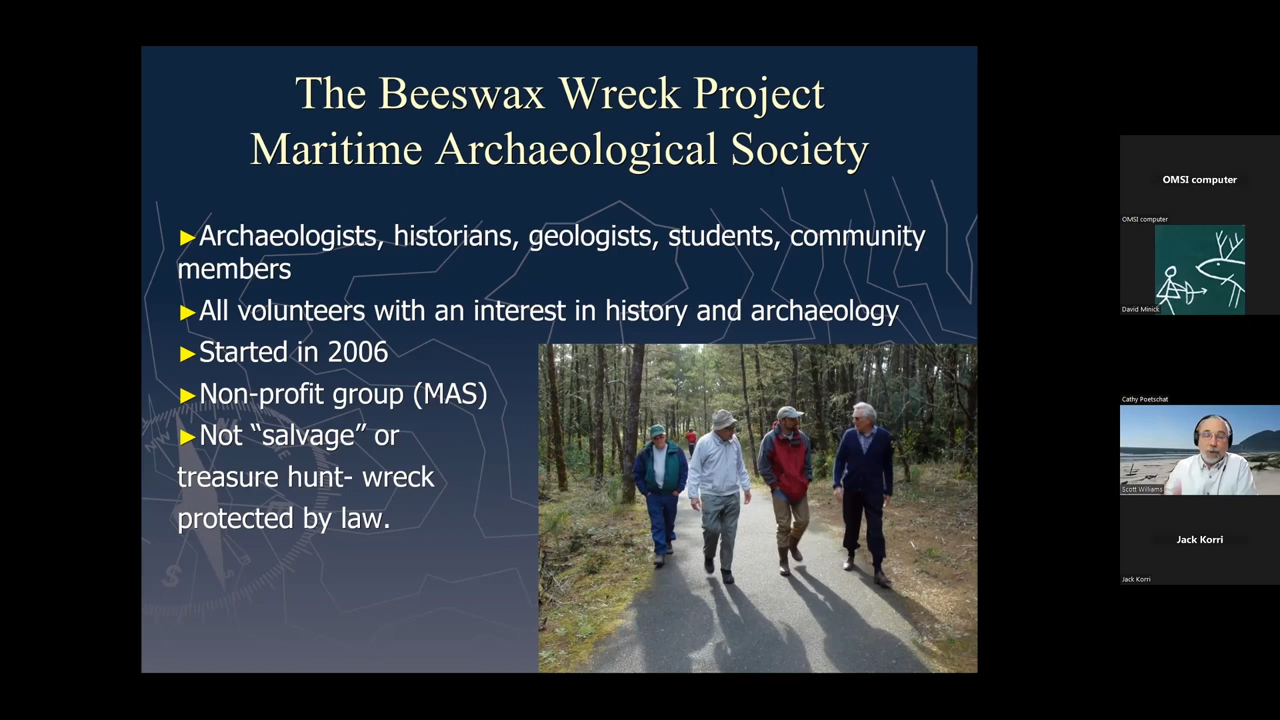 The Beeswax Wreck Project
Maritime Archaeological Society
►Archaeologists, historians, geologists, students, community
members
►All volunteers with an interest in history and archaeology
►Started in 2006
►Non-profit group (MAS)
►Not “salvage” or
treasure hunt- wreck
protected by law.
OMSI computer
OMSI computer
David Minick
Cathy Poetschat
Scott Williams
Jack Korri
Jack Korri